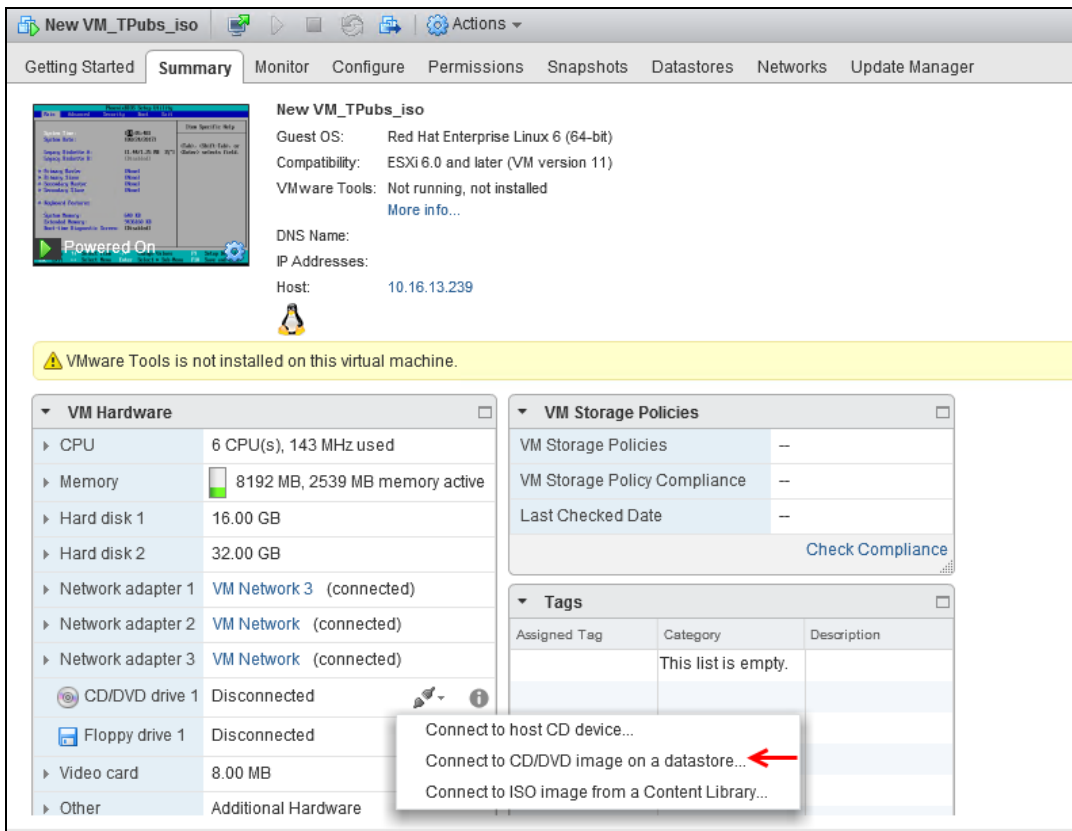 New VM_TPubs_iso Actions
Getting Started Summary Monitor Configure Permissions Snapshots Datastores Networks Update Manager
Powered On
New VM_TPubs_iso
Guest OS: Red Hat Enterprise Linux 6 (64-bit)
Compatibility: ESXi 6.0 and later (VM version 11)
VMware Tools: Not running, not installed
More info...
DNS Name:
IP Addresses:
Host: 10.16.13.239
VMware Tools is not installed on this virtual machine.
VM Hardware
CPU 6 CPU(s), 143 MHz used
Memory 8192 MB, 2539 MB memory active
Hard disk 1 16.00 GB
Hard disk 2 32.00 GB
Network adapter 1 VM Network 3 (connected)
Network adapter 2 VM Network (connected)
Network adapter 3 VM Network (connected)
CD/DVD drive 1 Disconnected
Floppy drive 1 Disconnected
Video card 8.00 MB
Other Additional Hardware
VM Storage Policies
VM Storage Policies --
VM Storage Policy Compliance --
Last Checked Date --
Check Compliance
Tags
Assigned Tag Category Description
This list is empty.
Connect to host CD device...
Connect to CD/DVD image on a datastore...
Connect to ISO image from a Content Library...